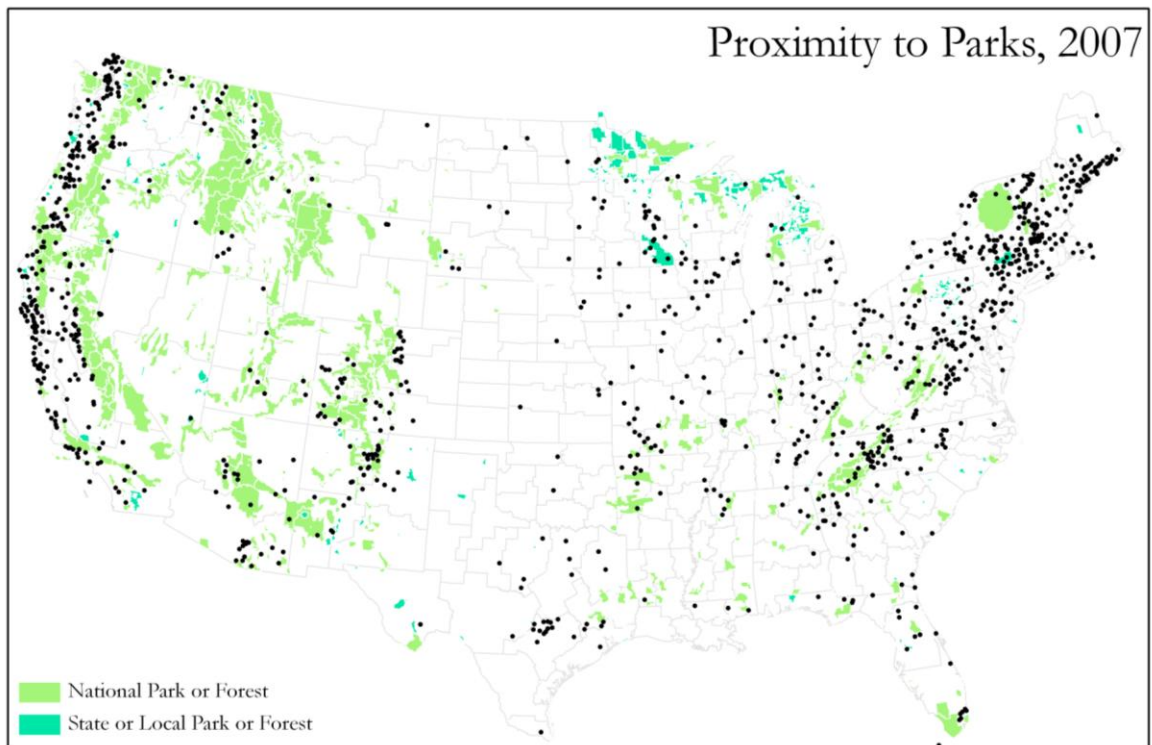 Proximity to Parks, 2007
National Park or Forest
State or Local Park or Forest